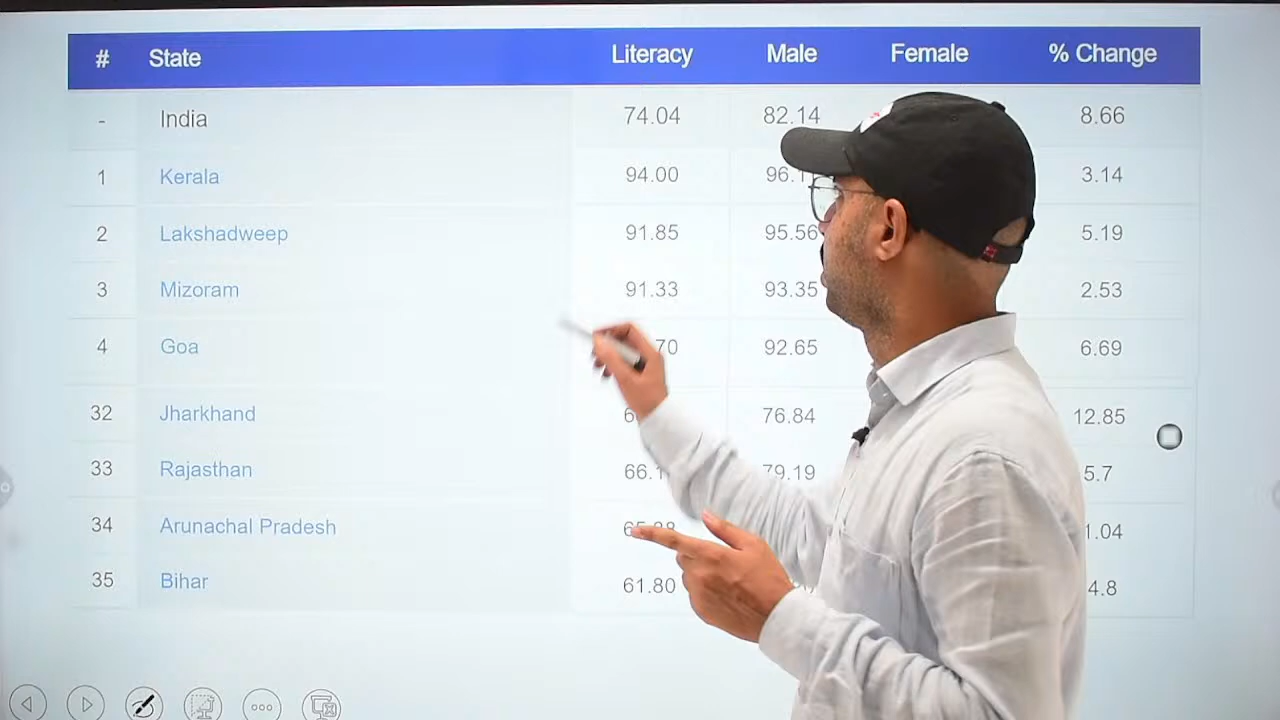 # State Literacy Male Female % Change
- India 74.04 82.14 8.66
1 Kerala 94.00 3.14
2 Lakshadweep 91.85 95.56 5.19
3 Mizoram 91.33 93.35 2.53
4 Goa 92.65 6.69
32 Jharkhand 76.84 12.85
33 Rajasthan 79.19 5.7
34 Arunachal Pradesh
35 Bihar 61.80